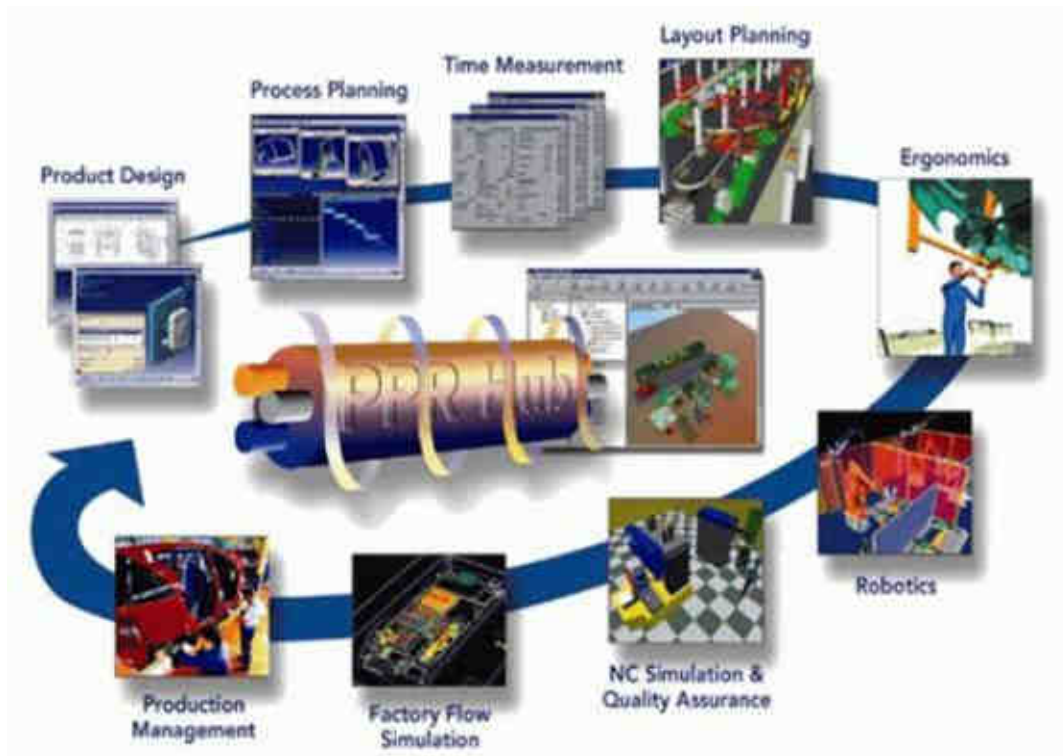 Layout Planning
Time Measurement
Process Planning
Ergonomics
Product Design
PPR Hub
Robotics
NC Simulation &
Quality Assurance
Production
Management
Factory Flow
Simulation